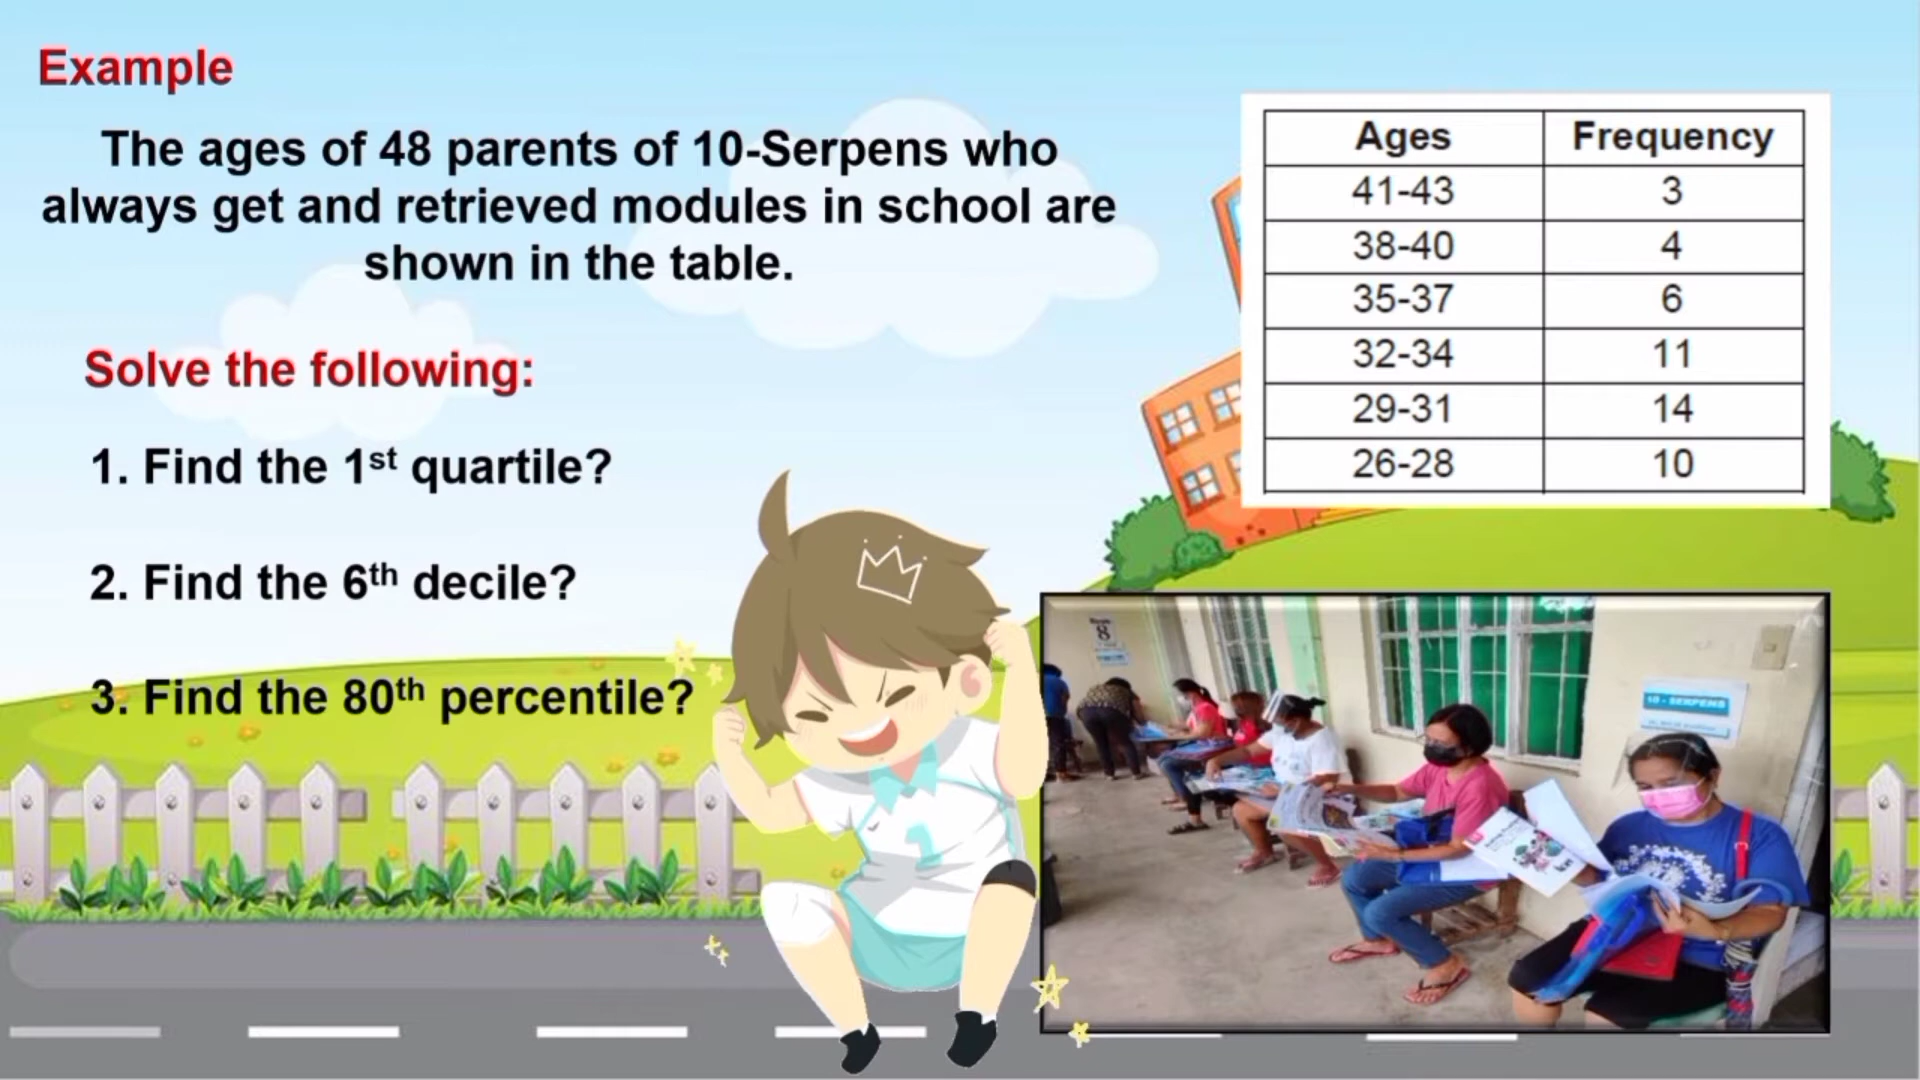 Example
The ages of 48 parents of 10-Serpens who
always get and retrieved modules in school are
shown in the table.
Solve the following:
1. Find the 1st quartile?
2. Find the 6th decile?
3. Find the 80th percentile?
Ages Frequency
41-43 3
38-40 4
35-37 6
32-34 11
29-31 14
26-28 10
8
10 - SERPENS